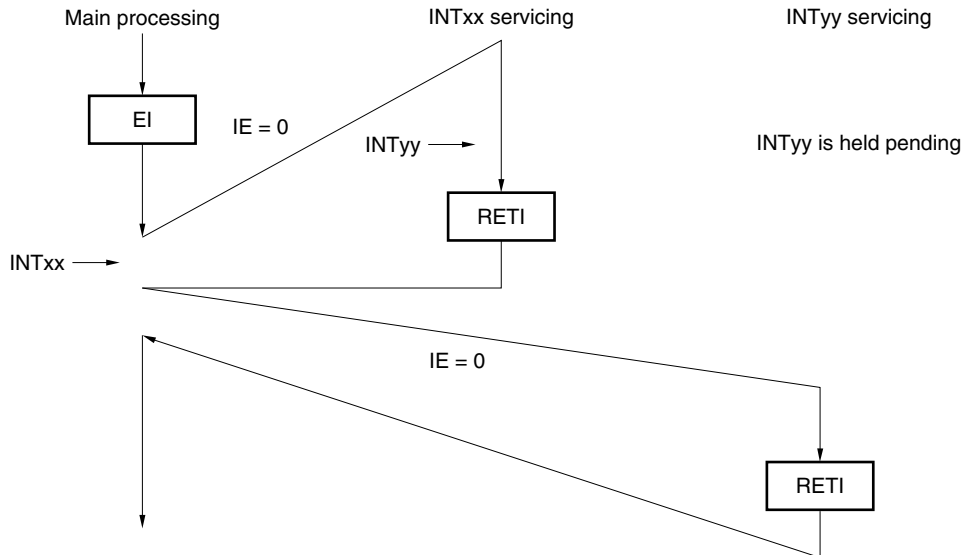 Main processing
INTxx servicing
INTyy servicing
EI
IE = 0
INTyy
INTyy is held pending
RETI
INTxx
IE = 0
RETI